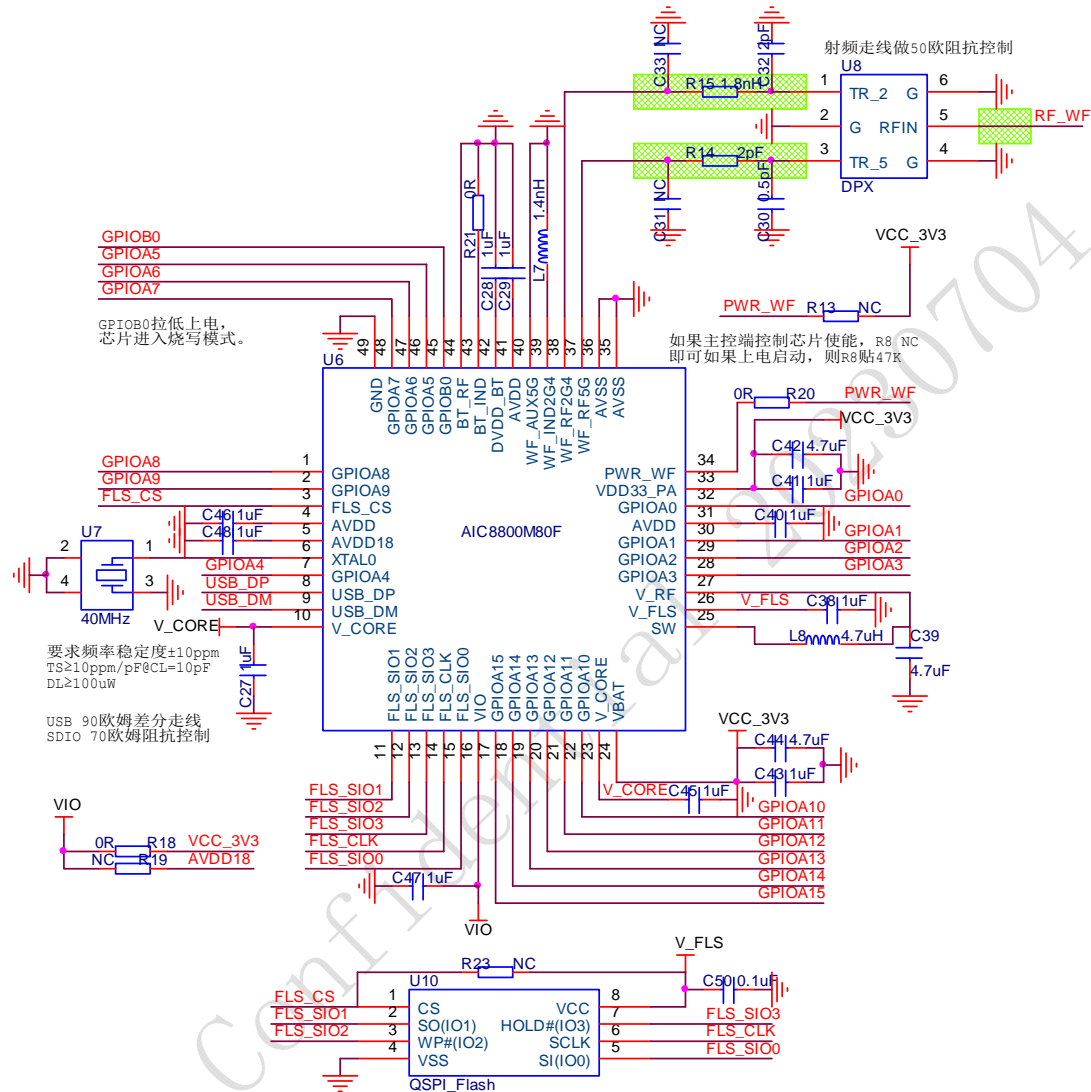 射频走线做50欧阻抗控制
C33 NC
C32 2pF
R15 1.8nH
U8
1 TR_2 G 6
2 G RFIN 5 RF_WF
3 TR_5 G 4
DPX
R14 2pF
C31 NC
C30 0.5pF
R21 0R
C28 1uF
C29 1uF
L7 1.4nH
GPIOB0
GPIOA5
GPIOA6
GPIOA7
GPIOB0拉低上电,
芯片进入烧写模式。
VCC_3V3
PWR_WF R13 NC
如果主控端控制芯片使能, R8 NC
即可如果上电启动, 则R8贴47K
U6
49 48 47 46 45 44 43 42 41 40 39 38 37 36 35
GND
GPIOA7
GPIOA6
GPIOA5
GPIOB0
BT_RF
BT_IND
DVDD_BT
AVDD
WF_AUX5G
WF_IND2G4
WF_RF2G4
WF_RF5G
AVSS
AVSS
AIC8800M80F
0R R20 PWR_WF
VCC_3V3
C42 4.7uF
C41 1uF
C40 1uF
GPIOA8 1 GPIOA8
GPIOA9 2 GPIOA9
FLS_CS 3 FLS_CS
C46 1uF 4 AVDD
C48 1uF 5 AVDD18
6 XTAL0
GPIOA4 7 GPIOA4
USB_DP 8 USB_DP
USB_DM 9 USB_DM
V_CORE 10 V_CORE
PWR_WF 34
VDD33_PA 33
GPIOA0 32 GPIOA0
AVDD 31
GPIOA1 30 GPIOA1
GPIOA2 29 GPIOA2
GPIOA3 28 GPIOA3
V_RF 27
V_FLS 26 V_FLS C38 1uF
SW 25 L8 4.7uH
C39
4.7uF
U7
2 1
4 3
40MHz
C27 1uF
要求频率稳定度±10ppm
TS≥10ppm/pF@CL=10pF
DL≥100uW
USB 90欧姆差分走线
SDIO 70欧姆阻抗控制
FLS_SIO1
FLS_SIO2
FLS_SIO3
FLS_CLK
FLS_SIO0
VIO
GPIOA15
GPIOA14
GPIOA13
GPIOA12
GPIOA11
GPIOA10
V_CORE
VBAT
11 12 13 14 15 16 17 18 19 20 21 22 23 24
VCC_3V3
C44 4.7uF
C43 1uF
V_CORE C45 1uF
FLS_SIO1
FLS_SIO2
FLS_SIO3
FLS_CLK
FLS_SIO0
GPIOA10
GPIOA11
GPIOA12
GPIOA13
GPIOA14
GPIOA15
C47 1uF
VIO
VIO
0R R18 VCC_3V3
NC R19 AVDD18
V_FLS
R23 NC
C50 0.1uF
U10
FLS_CS 1 CS VCC 8
FLS_SIO1 2 SO(IO1) HOLD#(IO3) 7 FLS_SIO3
FLS_SIO2 3 WP#(IO2) SCLK 6 FLS_CLK
4 VSS SI(IO0) 5 FLS_SIO0
QSPI_Flash
Confidential 20230704